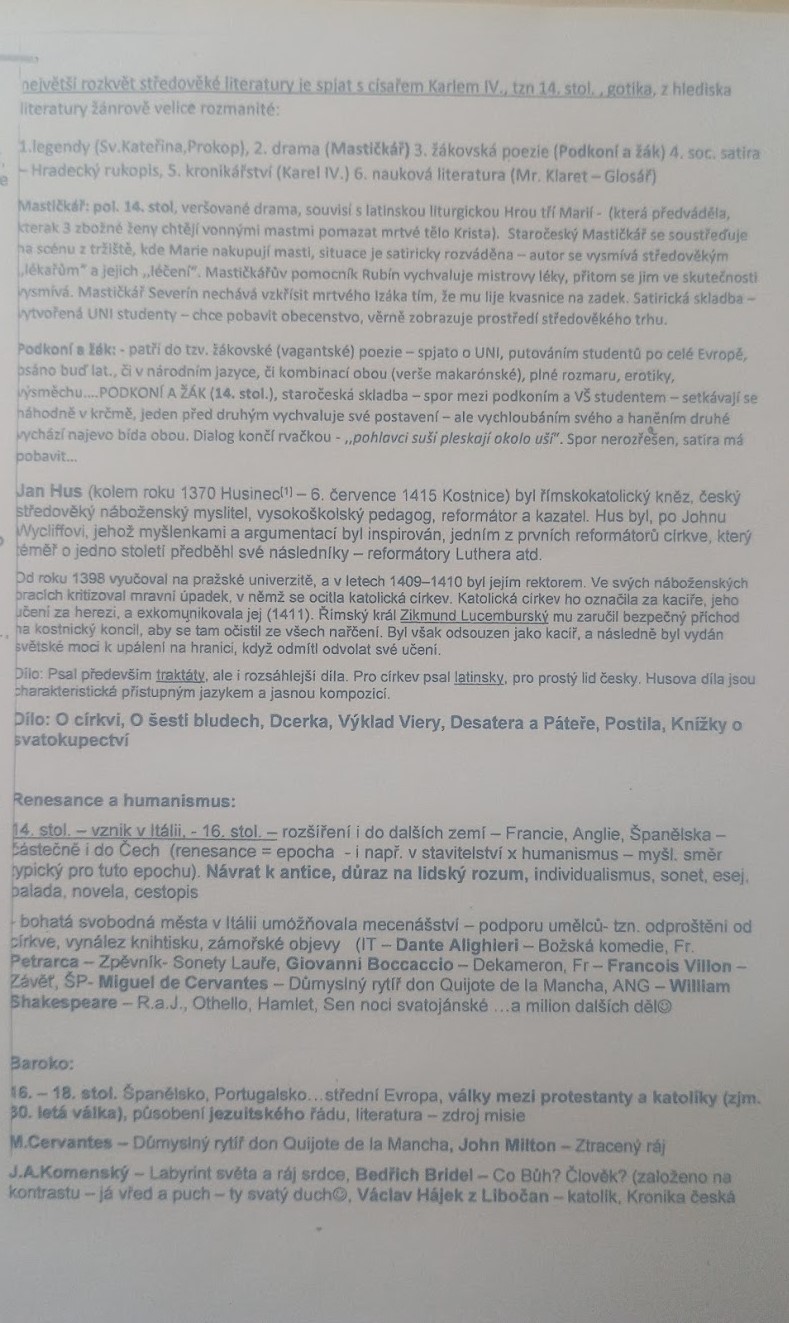 největší rozkvět středověké literatury je spjat s císařem Karlem IV., tzn 14. stol. , gotika, z hlediska
literatury žánrově velice rozmanité:
1.legendy (Sv.Kateřina,Prokop), 2. drama (Mastičkář) 3. žákovská poezie (Podkoní a žák) 4. soc. satira
– Hradecký rukopis, 5. kronikářství (Karel IV.) 6. nauková literatura (Mr. Klaret – Glosář)
Mastičkář: pol. 14. stol, veršované drama, souvisí s latinskou liturgickou Hrou tří Marií - (která předváděla,
kterak 3 zbožné ženy chtějí vonnými mastmi pomazat mrtvé tělo Krista). Staročeský Mastičkář se soustřeďuje
na scénu z tržiště, kde Marie nakupují masti, situace je satiricky rozváděna – autor se vysmívá středověkým
„lékařům" a jejich ,,léčení". Mastičkářův pomocník Rubín vychvaluje mistrovy léky, přitom se jim ve skutečnosti
vysmívá. Mastičkář Severín nechává vzkřísit mrtvého Izáka tím, že mu lije kvasnice na zadek. Satirická skladba –
vytvořená UNI studenty – chce pobavit obecenstvo, věrně zobrazuje prostředí středověkého trhu.
Podkoní a žák: - patří do tzv. žákovské (vagantské) poezie – spjato o UNI, putováním studentů po celé Evropě,
psáno buď lat., či v národním jazyce, či kombinací obou (verše makarónské), plné rozmaru, erotiky,
výsměchu....PODKONÍ A ŽÁK (14. stol.), staročeská skladba – spor mezi podkoním a VŠ studentem – setkávají se
náhodně v krčmě, jeden před druhým vychvaluje své postavení – ale vychloubáním svého a haněním druhé
vychází najevo bída obou. Dialog končí rvačkou - ,,pohlavci suší pleskají okolo uší". Spor nerozřešen, satira má
pobavit...
Jan Hus (kolem roku 1370 Husinec[1] – 6. července 1415 Kostnice) byl římskokatolický kněz, český
středověký náboženský myslitel, vysokoškolský pedagog, reformátor a kazatel. Hus byl, po Johnu
Wycliffovi, jehož myšlenkami a argumentací byl inspirován, jedním z prvních reformátorů církve, který
téměř o jedno století předběhl své následníky – reformátory Luthera atd.
Od roku 1398 vyučoval na pražské univerzitě, a v letech 1409–1410 byl jejím rektorem. Ve svých náboženských
pracích kritizoval mravní úpadek, v němž se ocitla katolická církev. Katolická církev ho označila za kacíře, jeho
učení za herezi, a exkomunikovala jej (1411). Římský král Zikmund Lucemburský mu zaručil bezpečný příchod
na kostnický koncil, aby se tam očistil ze všech nařčení. Byl však odsouzen jako kacíř, a následně byl vydán
světské moci k upálení na hranici, když odmítl odvolat své učení.
Dílo: Psal především traktáty, ale i rozsáhlejší díla. Pro církev psal latinsky, pro prostý lid česky. Husova díla jsou
charakteristická přístupným jazykem a jasnou kompozicí.
Dílo: O církvi, O šesti bludech, Dcerka, Výklad Viery, Desatera a Páteře, Postila, Knížky o
svatokupectví
Renesance a humanismus:
14. stol. – vznik v Itálii, - 16. stol. – rozšíření i do dalších zemí – Francie, Anglie, Španělska –
částečně i do Čech (renesance = epocha - i např. v stavitelství x humanismus – myšl. směr
typický pro tuto epochu). Návrat k antice, důraz na lidský rozum, individualismus, sonet, esej,
balada, novela, cestopis
- bohatá svobodná města v Itálii umóžňovala mecenášství – podporu umělců- tzn. odproštění od
církve, vynález knihtisku, zámořské objevy (IT – Dante Alighieri – Božská komedie, Fr.
Petrarca – Zpěvník- Sonety Lauře, Giovanni Boccaccio – Dekameron, Fr – Francois Villon –
Závěť, ŠP- Miguel de Cervantes – Důmyslný rytíř don Quijote de la Mancha, ANG – William
Shakespeare – R.a.J., Othello, Hamlet, Sen noci svatojánské ...a milion dalších děl☺
Baroko:
16. – 18. stol. Španělsko, Portugalsko...střední Evropa, války mezi protestanty a katolíky (zjm.
30. letá válka), působení jezuitského řádu, literatura – zdroj misie
M.Cervantes – Důmyslný rytíř don Quijote de la Mancha, John Milton – Ztracený ráj
J.A.Komenský – Labyrint světa a ráj srdce, Bedřich Bridel – Co Bůh? Člověk? (založeno na
kontrastu – já vřed a puch – ty svatý duch☺, Václav Hájek z Libočan – katolík, Kronika česká